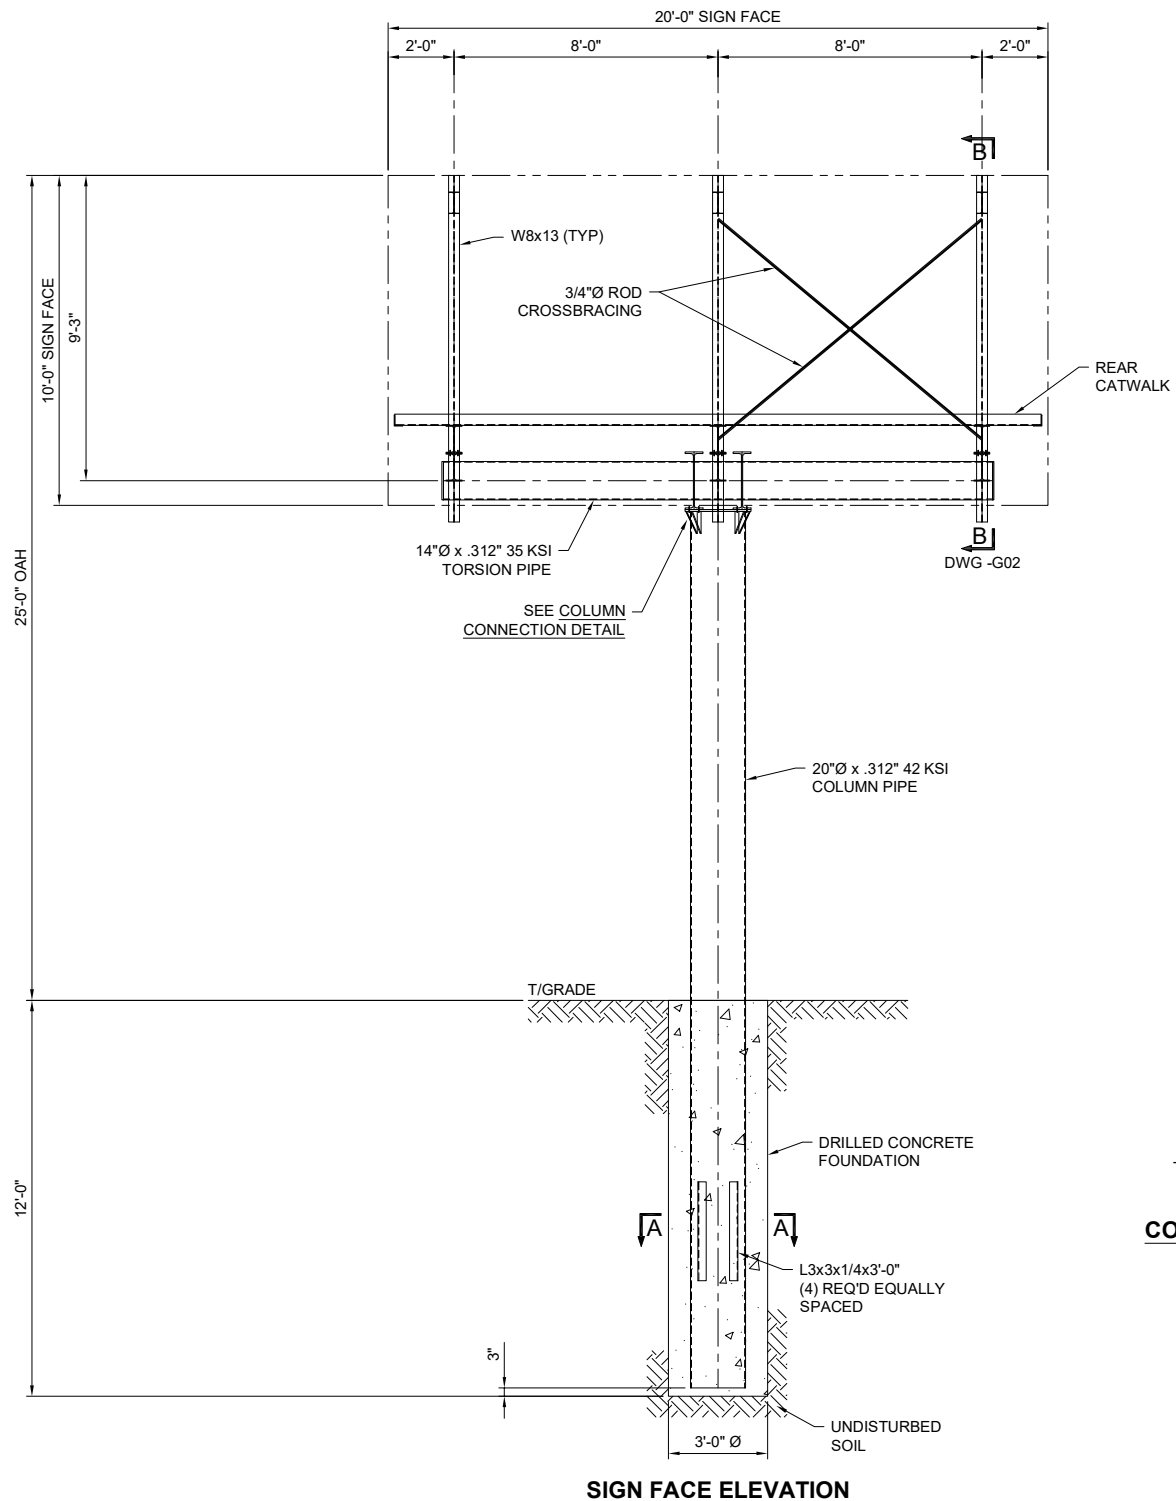 20'-0" SIGN FACE
2'-0"
8'-0"
8'-0"
2'-0"
B
W8x13 (TYP)
3/4"Ø ROD
CROSSBRACING
10'-0" SIGN FACE
9'-3"
REAR
CATWALK
14"Ø x .312" 35 KSI
TORSION PIPE
B
DWG -G02
SEE COLUMN
CONNECTION DETAIL
25'-0" OAH
20"Ø x .312" 42 KSI
COLUMN PIPE
T/GRADE
DRILLED CONCRETE
FOUNDATION
12'-0"
A
A
CO
L3x3x1/4x3'-0"
(4) REQ'D EQUALLY
SPACED
3"
UNDISTURBED
SOIL
3'-0" Ø
SIGN FACE ELEVATION